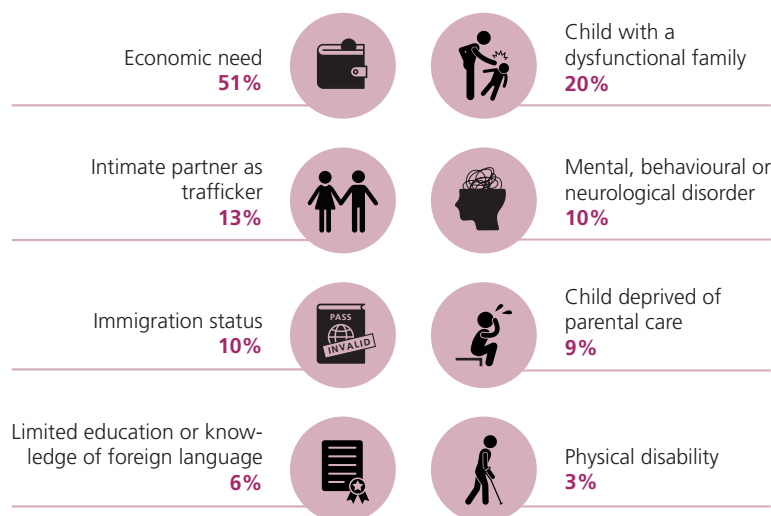 Economic need
51%
Child with a
dysfunctional family
20%
Intimate partner as
trafficker
13%
Mental, behavioural or
neurological disorder
10%
Immigration status
10%
PASS
INVALID
Child deprived of
parental care
9%
Limited education or know-
ledge of foreign language
6%
Physical disability
3%